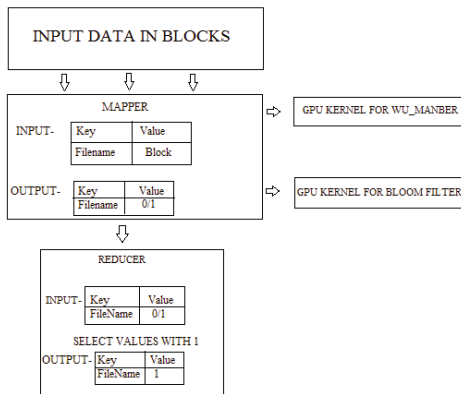 INPUT DATA IN BLOCKS
MAPPER
INPUT-
Key Value
Filename Block
OUTPUT-
Key Value
Filename 0/1
GPU KERNEL FOR WU_MANBER
GPU KERNEL FOR BLOOM FILTER
REDUCER
INPUT-
Key Value
FileName 0/1
SELECT VALUES WITH 1
OUTPUT-
Key Value
FileName 1